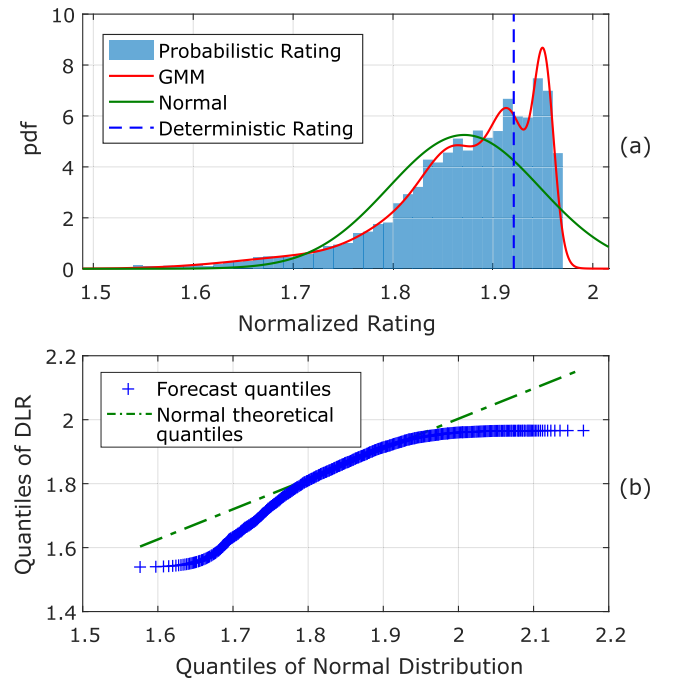 10
8
6
4
2
0
pdf
Probabilistic Rating
GMM
Normal
Deterministic Rating
(a)
1.5 1.6 1.7 1.8 1.9 2
Normalized Rating
2.2
2
1.8
1.6
1.4
Quantiles of DLR
Forecast quantiles
Normal theoretical
quantiles
(b)
1.5 1.6 1.7 1.8 1.9 2 2.1 2.2
Quantiles of Normal Distribution